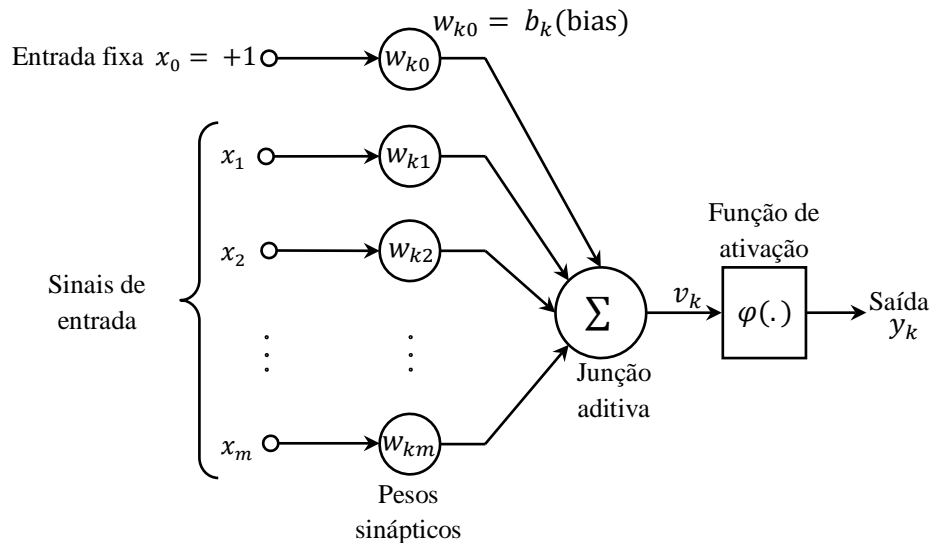 w_{k0} = b_k(bias)
Entrada fixa x_0 = +1
w_{k0}
x_1
w_{k1}
x_2
w_{k2}
Sinais de
entrada
x_m
w_{km}
Pesos
sinápticos
Σ
Junção
aditiva
v_k
Função de
ativação
φ(.)
Saída
y_k